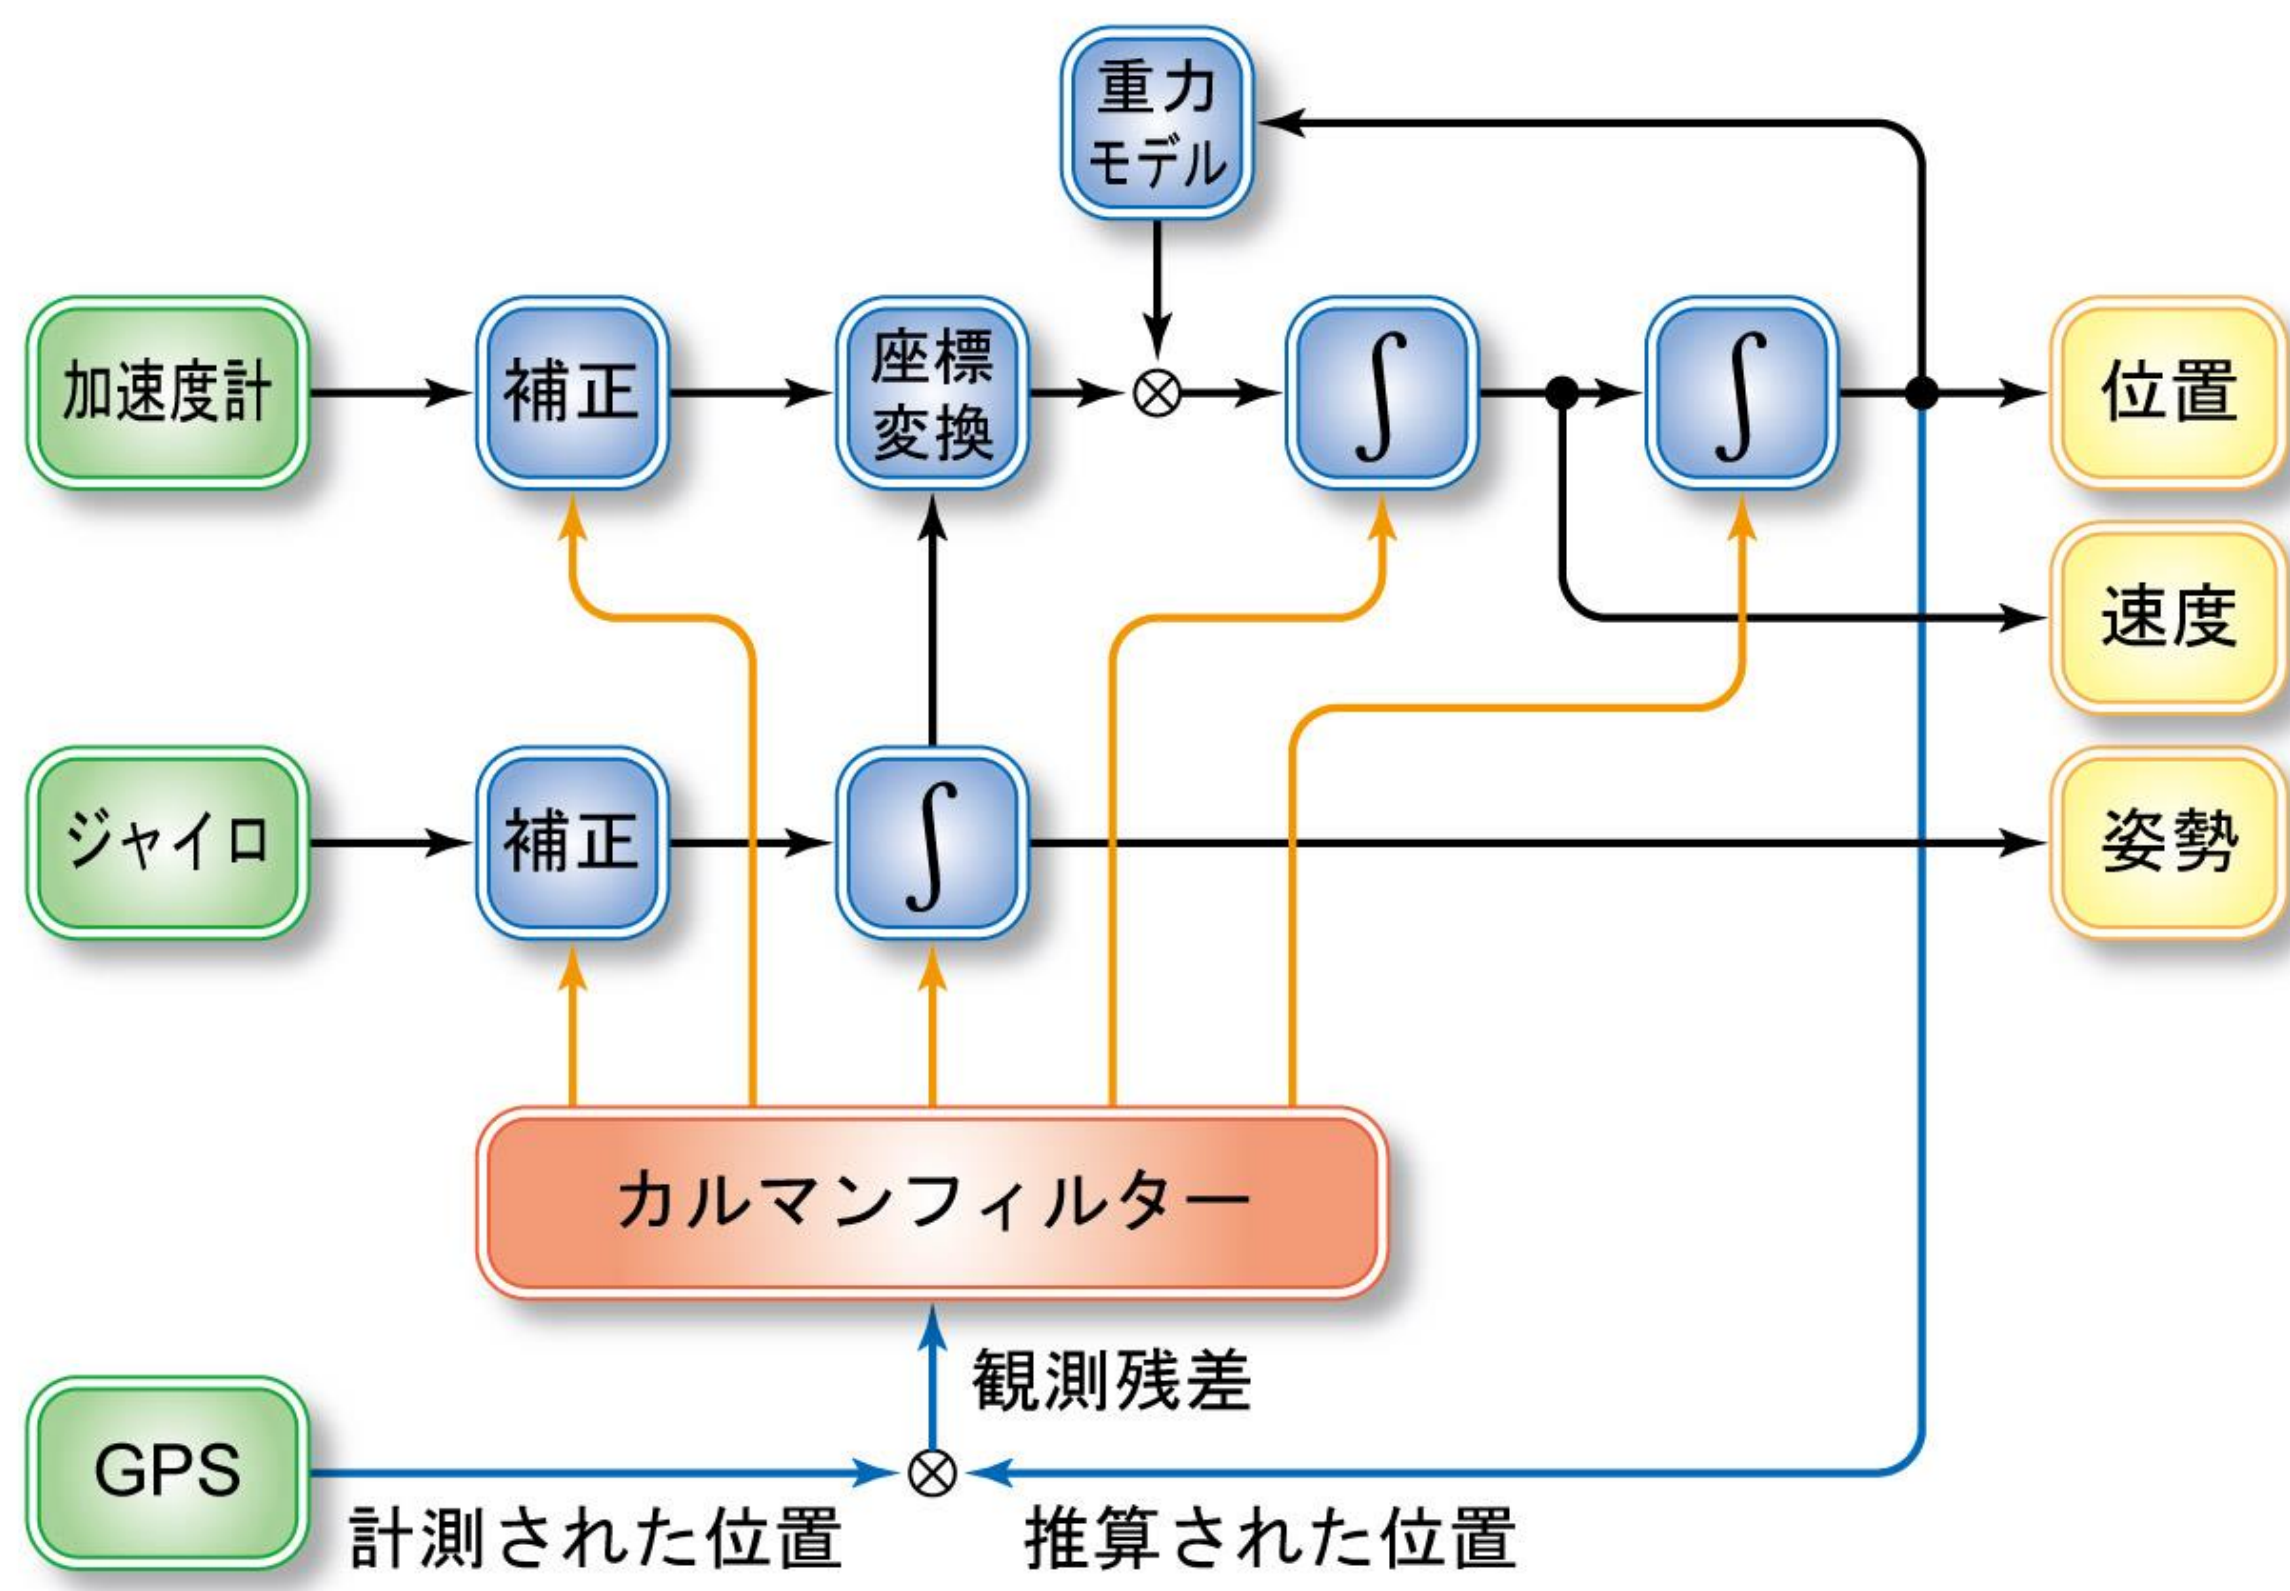 重力
モデル
加速度計
補正
座標
変換
∫
∫
位置
速度
ジャイロ
補正
∫
姿勢
カルマンフィルター
観測残差
GPS
計測された位置
推算された位置